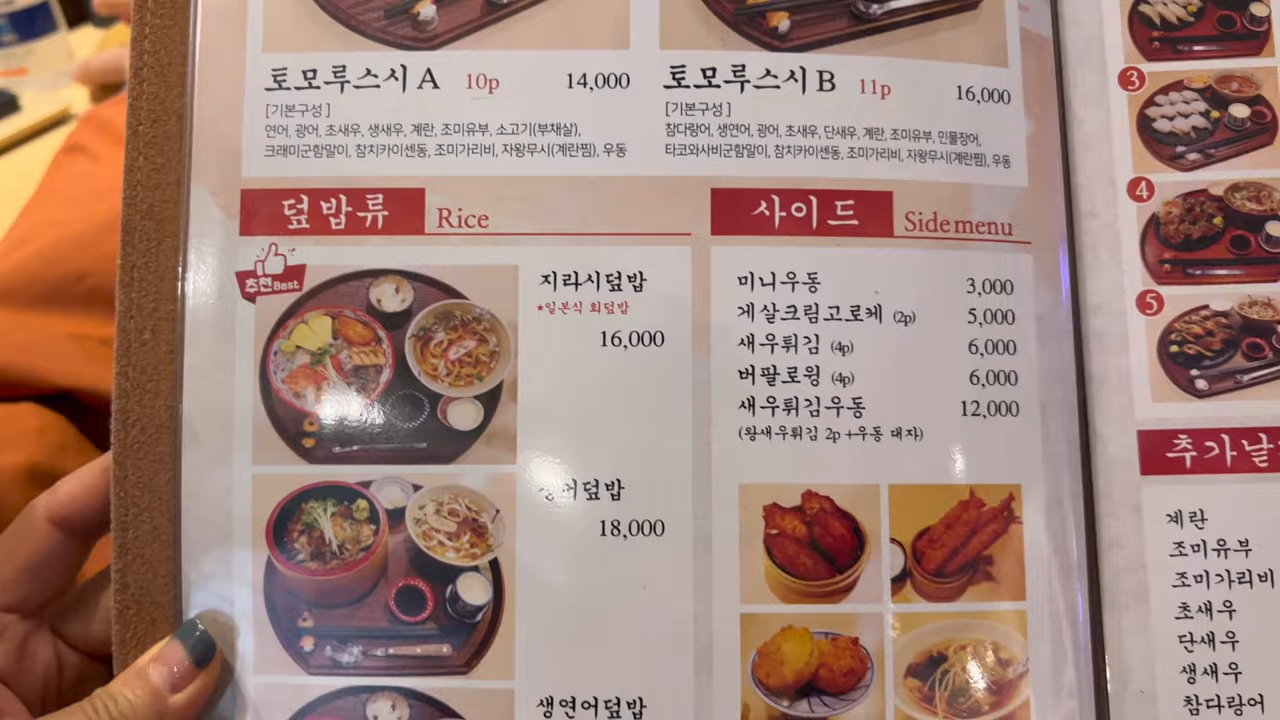 토모루스시 A 10p 14,000
[기본구성]
연어, 광어, 초새우, 생새우, 계란, 조미유부, 소고기(부채살),
크래미군함말이, 참치카이센동, 조미가리비, 자왕무시(계란찜), 우동
토모루스시 B 11p 16,000
[기본구성]
참다랑어, 생연어, 광어, 초새우, 단새우, 계란, 조미유부, 민물장어,
타코와사비군함말이, 참치카이센동, 조미가리비, 자왕무시(계란찜), 우동
덮밥류 Rice
추천Best
지라시덮밥
*일본식 회덮밥
16,000
덮밥
18,000
생연어덮밥
사이드 Side menu
미니우동 3,000
게살크림고로케 (2p) 5,000
새우튀김 (4p) 6,000
버팔로윙 (4p) 6,000
새우튀김우동 12,000
(왕새우튀김 2p+우동 대자)
3
4
5
추가낱
계란
조미유부
조미가리비
초새우
단새우
생새우
참다랑어